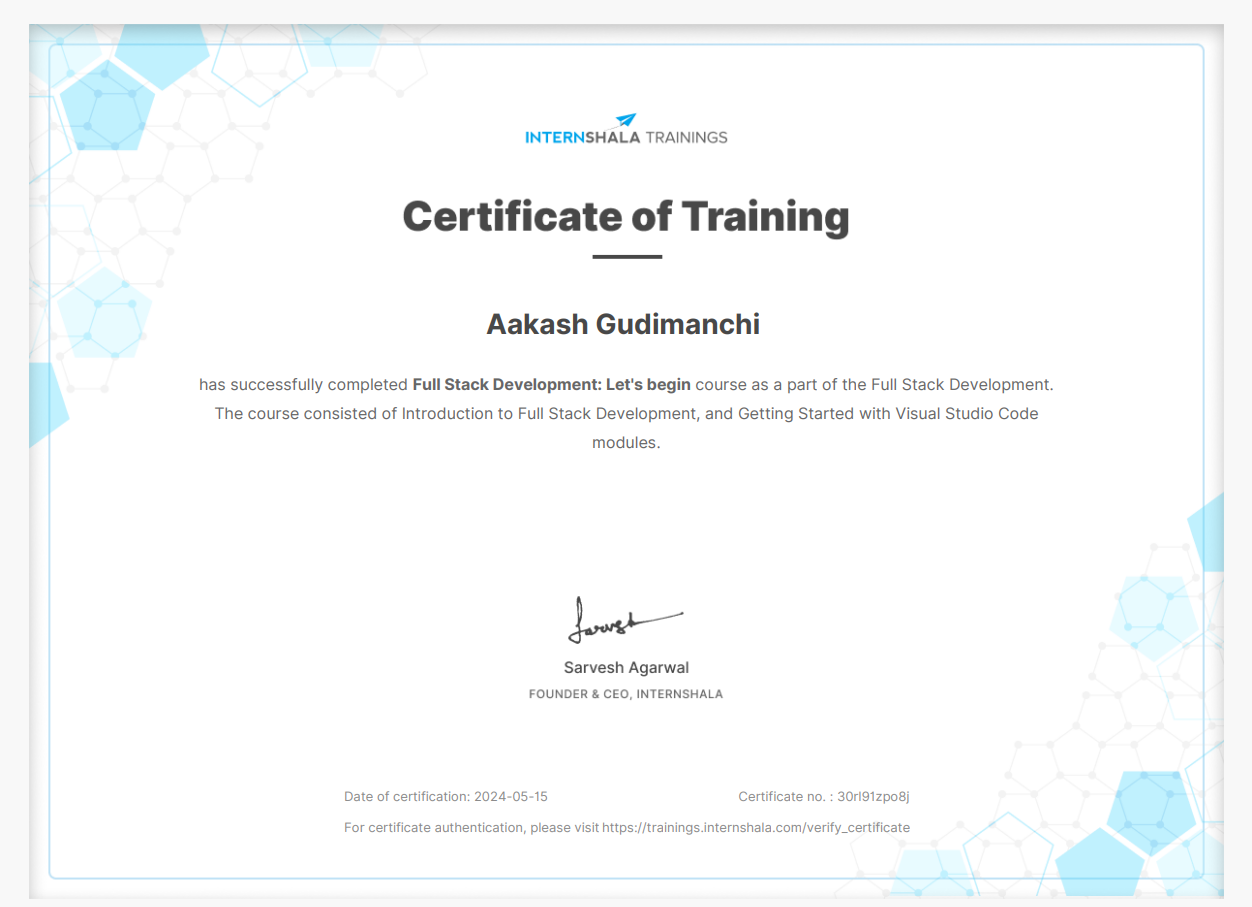 INTERNSHALA TRAININGS
Certificate of Training
Aakash Gudimanchi
has successfully completed Full Stack Development: Let's begin course as a part of the Full Stack Development.
The course consisted of Introduction to Full Stack Development, and Getting Started with Visual Studio Code
modules.
Sarvesh
Sarvesh Agarwal
FOUNDER & CEO, INTERNSHALA
Date of certification: 2024-05-15 Certificate no. : 30rl91zpo8j
For certificate authentication, please visit https://trainings.internshala.com/verify_certificate